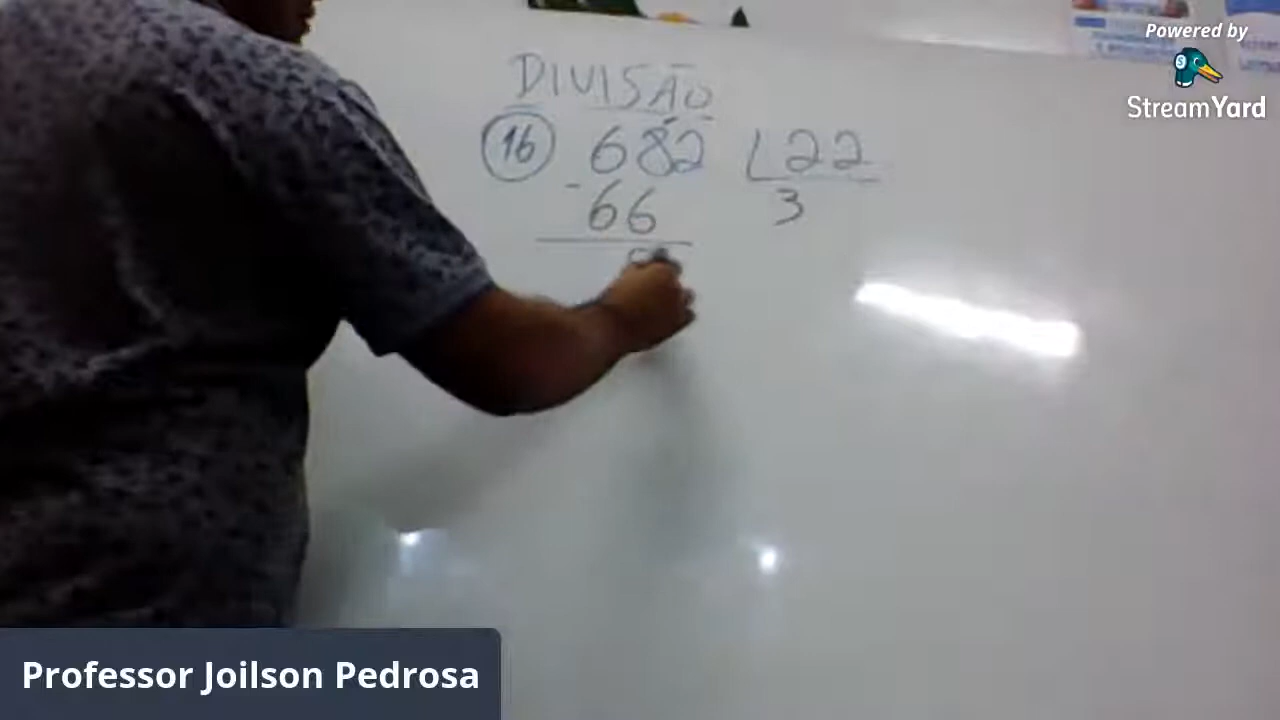 Powered by
StreamYard
DIVISÃO
16 682 22
- 66 3
Professor Joilson Pedrosa